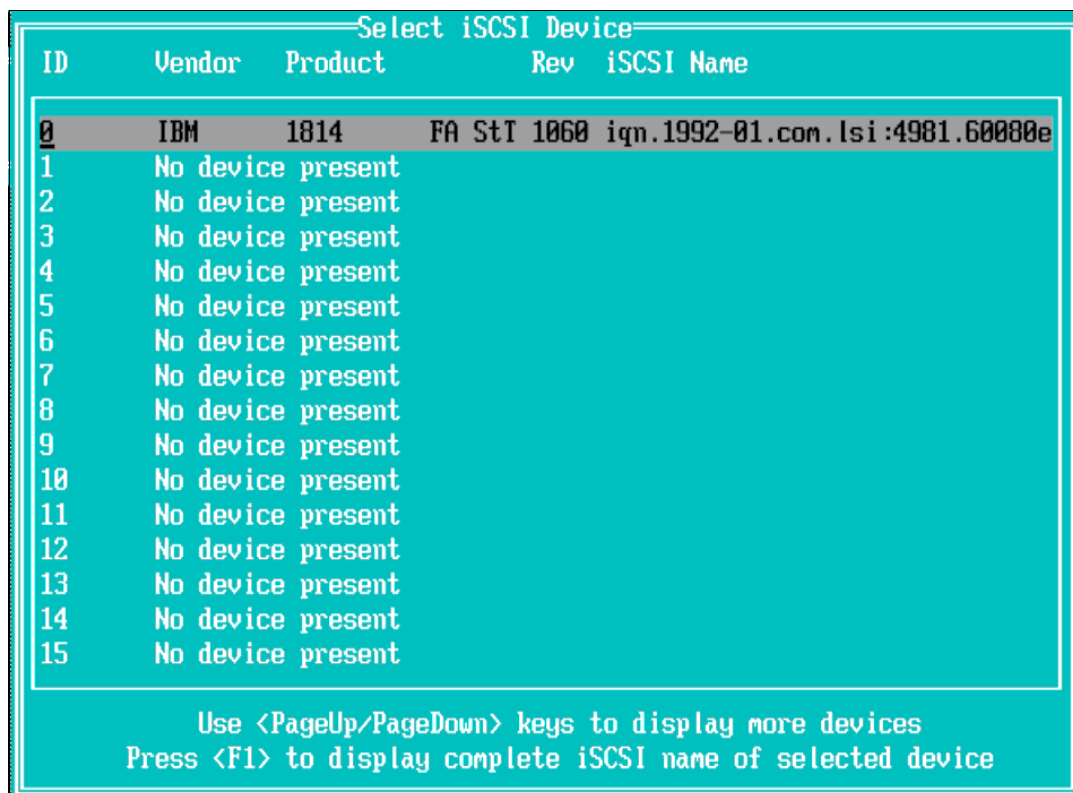 Select iSCSI Device
ID Vendor Product Rev iSCSI Name
0 IBM 1814 FA StT 1060 iqn.1992-01.com.lsi:4981.60080e
1 No device present
2 No device present
3 No device present
4 No device present
5 No device present
6 No device present
7 No device present
8 No device present
9 No device present
10 No device present
11 No device present
12 No device present
13 No device present
14 No device present
15 No device present
Use <PageUp/PageDown> keys to display more devices
Press <F1> to display complete iSCSI name of selected device